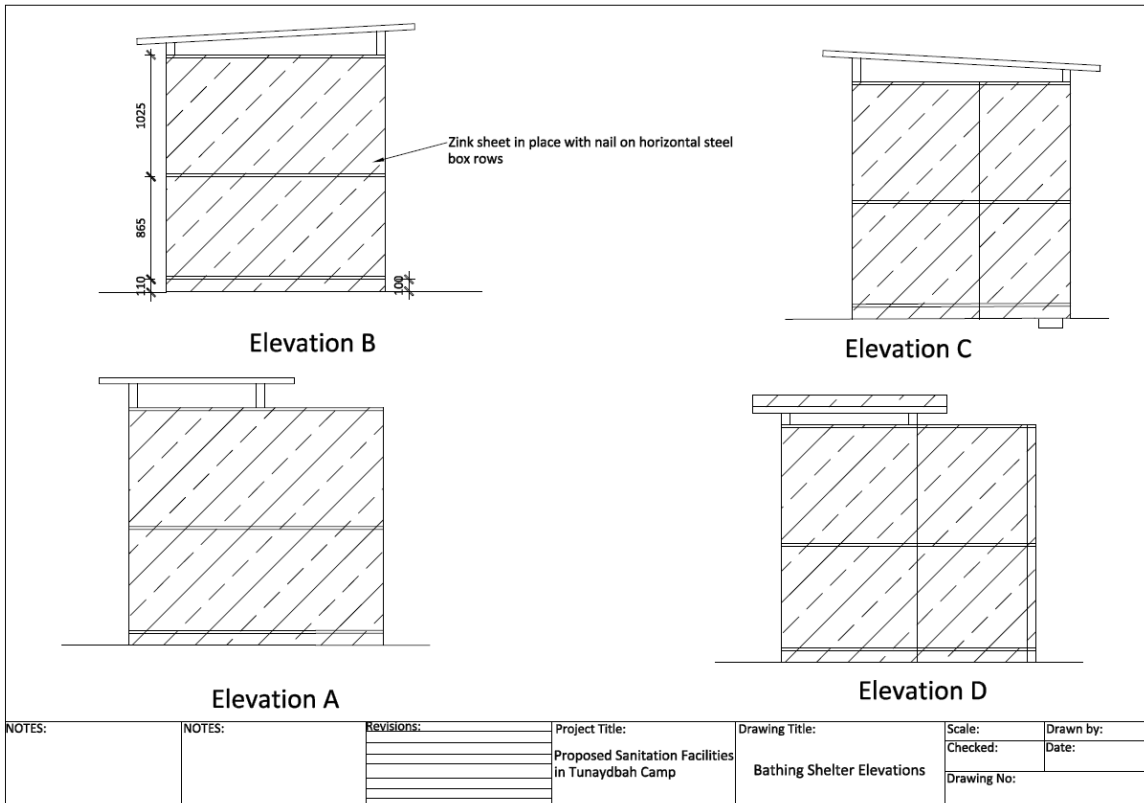 1025
865
110
100
Zink sheet in place with nail on horizontal steel
box rows
Elevation B
Elevation C
Elevation A
Elevation D
NOTES:
NOTES:
Revisions:
Project Title:
Proposed Sanitation Facilities
in Tunaydbah Camp
Drawing Title:
Bathing Shelter Elevations
Scale:
Drawn by:
Checked:
Date:
Drawing No: